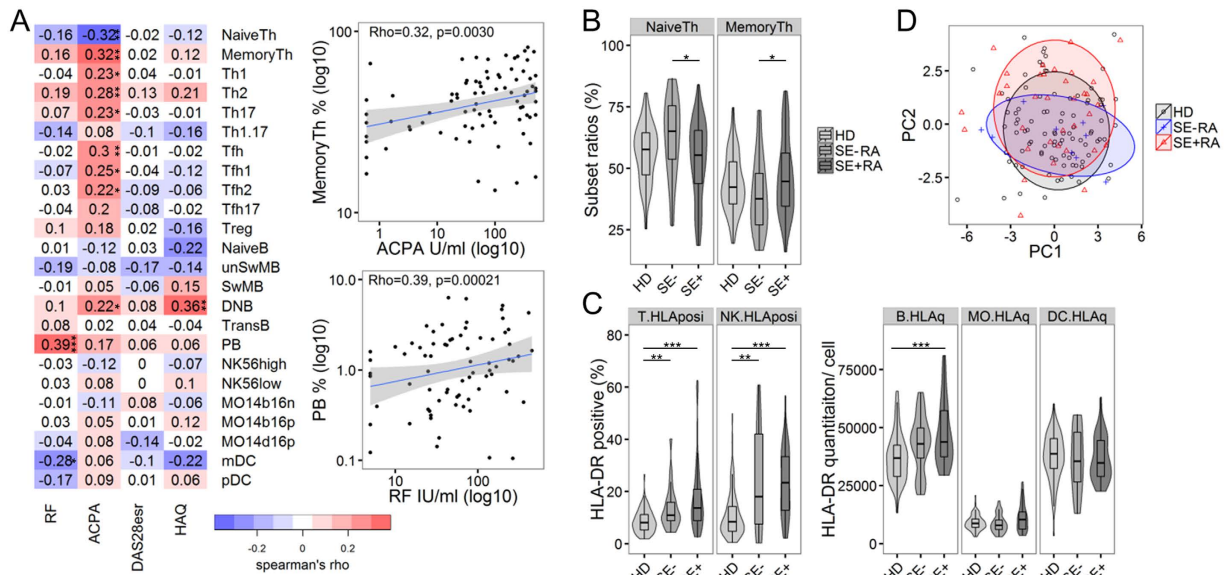 A
-0.16 -0.32** -0.02 -0.12 NaiveTh
0.16 0.32** 0.02 0.12 MemoryTh
-0.04 0.23* 0.04 -0.01 Th1
0.19 0.28** 0.13 0.21 Th2
0.07 0.23* -0.03 -0.01 Th17
-0.14 0.08 -0.1 -0.16 Th1.17
-0.02 0.3** -0.01 -0.02 Tfh
-0.07 0.25* -0.04 -0.12 Tfh1
0.03 0.22* -0.09 -0.06 Tfh2
-0.04 0.2 -0.08 -0.02 Tfh17
0.1 0.18 0.02 -0.16 Treg
0.01 -0.12 0.03 -0.22 NaiveB
-0.19 -0.08 -0.17 -0.14 unSwMB
-0.01 0.05 -0.06 0.15 SwMB
0.1 0.22* 0.08 0.36** DNB
0.08 0.02 0.04 -0.04 TransB
0.39*** 0.17 0.06 0.06 PB
-0.03 -0.12 0 -0.07 NK56high
0.03 0.08 0 0.1 NK56low
-0.01 -0.11 0.08 -0.06 MO14b16n
0.03 0.05 0.01 0.12 MO14b16p
-0.04 0.08 -0.14 -0.02 MO14d16p
-0.28* 0.06 -0.1 -0.22 mDC
-0.17 0.09 0.01 0.06 pDC
RF ACPA DAS28esr HAQ
-0.2 0 0.2
spearman's rho
Rho=0.32, p=0.0030
MemoryTh % (log10)
100
10
1 10 100
ACPA U/ml (log10)
Rho=0.39, p=0.00021
PB % (log10)
10.0
1.0
0.1
10 100
RF IU/ml (log10)
B
NaiveTh MemoryTh
* *
Subset ratios (%)
100
75
50
25
HD SE- SE+ HD SE- SE+
HD
SE-RA
SE+RA
C
T.HLAposi NK.HLAposi
*** ***
** **
HLA-DR positive (%)
80
60
40
20
0
HD SE- SE+ HD SE- SE+
B.HLAq MO.HLAq DC.HLAq
***
HLA-DR quantitaiton/ cell
75000
50000
25000
0
HD SE- E+ HD SE- E+ HD SE- E+
D
PC2
2.5
0.0
-2.5
-6 -3 0 3 6
PC1
HD
SE-RA
SE+RA